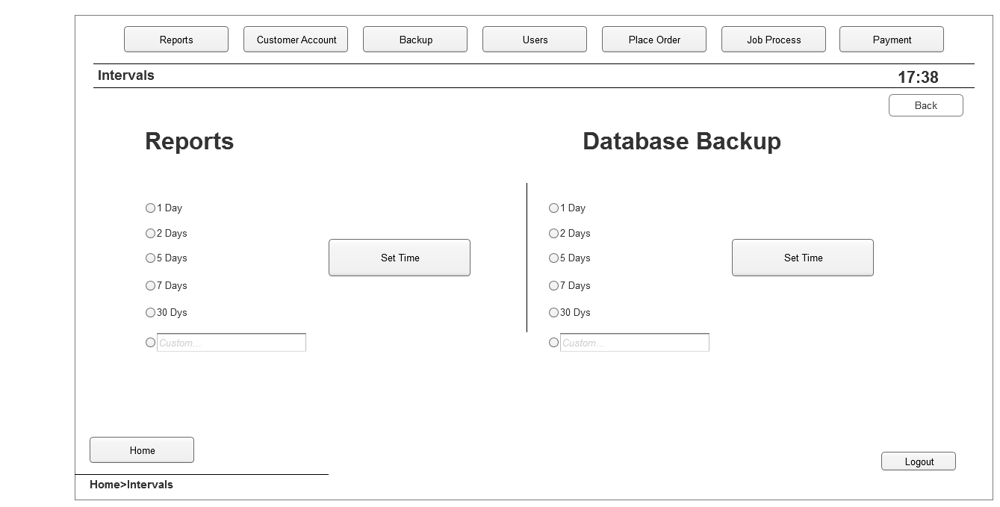 Reports Customer Account Backup Users Place Order Job Process Payment
Intervals 17:38
Back
Reports
Database Backup
1 Day
2 Days
5 Days
7 Days
30 Dys
Custom...
Set Time
1 Day
2 Days
5 Days
7 Days
30 Dys
Custom...
Set Time
Home
Logout
Home>Intervals